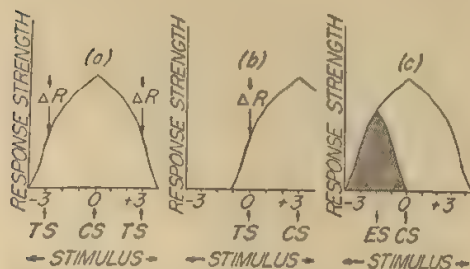 RESPONSE STRENGTH
(a)
ΔR
ΔR
-3 0 +3
TS CS TS
STIMULUS
RESPONSE STRENGTH
(b)
ΔR
0 +3
TS CS
STIMULUS
RESPONSE STRENGTH
(c)
-3 0 +3
ES CS
STIMULUS